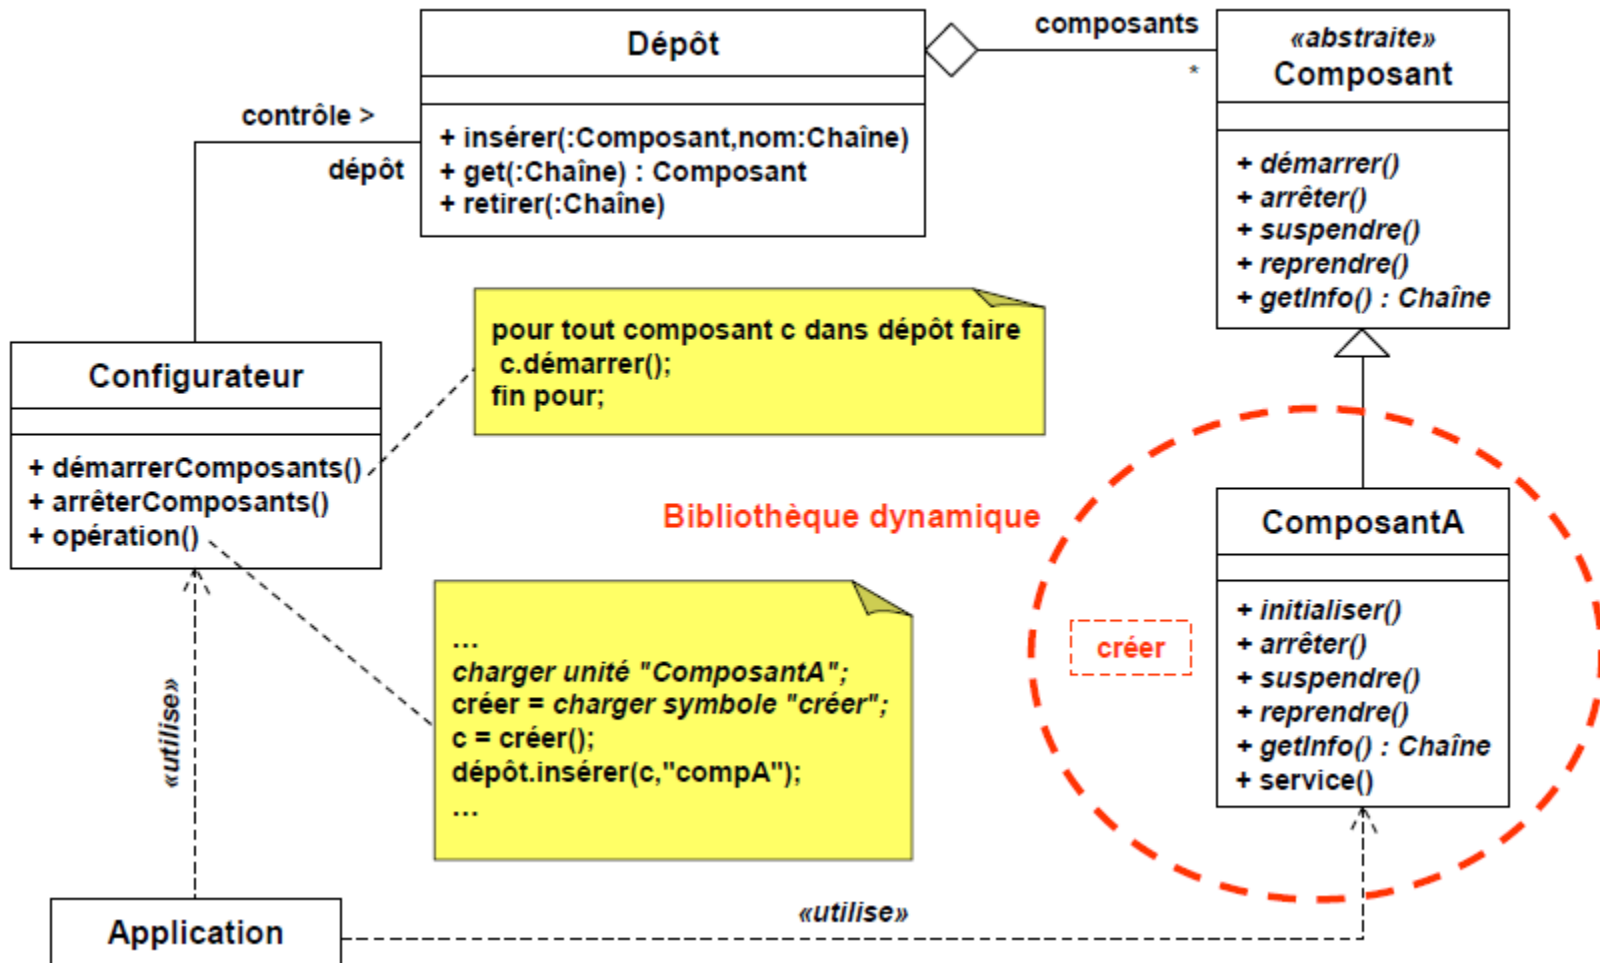 Dépôt
+ insérer(:Composant,nom:Chaîne)
+ get(:Chaîne) : Composant
+ retirer(:Chaîne)
composants
*
«abstraite»
Composant
+ démarrer()
+ arrêter()
+ suspendre()
+ reprendre()
+ getInfo() : Chaîne
contrôle >
dépôt
pour tout composant c dans dépôt faire
c.démarrer();
fin pour;
Configurateur
+ démarrerComposants()
+ arrêterComposants()
+ opération()
Bibliothèque dynamique
ComposantA
+ initialiser()
+ arrêter()
+ suspendre()
+ reprendre()
+ getInfo() : Chaîne
+ service()
créer
...
charger unité "ComposantA";
créer = charger symbole "créer";
c = créer();
dépôt.insérer(c,"compA");
...
«utilise»
«utilise»
Application